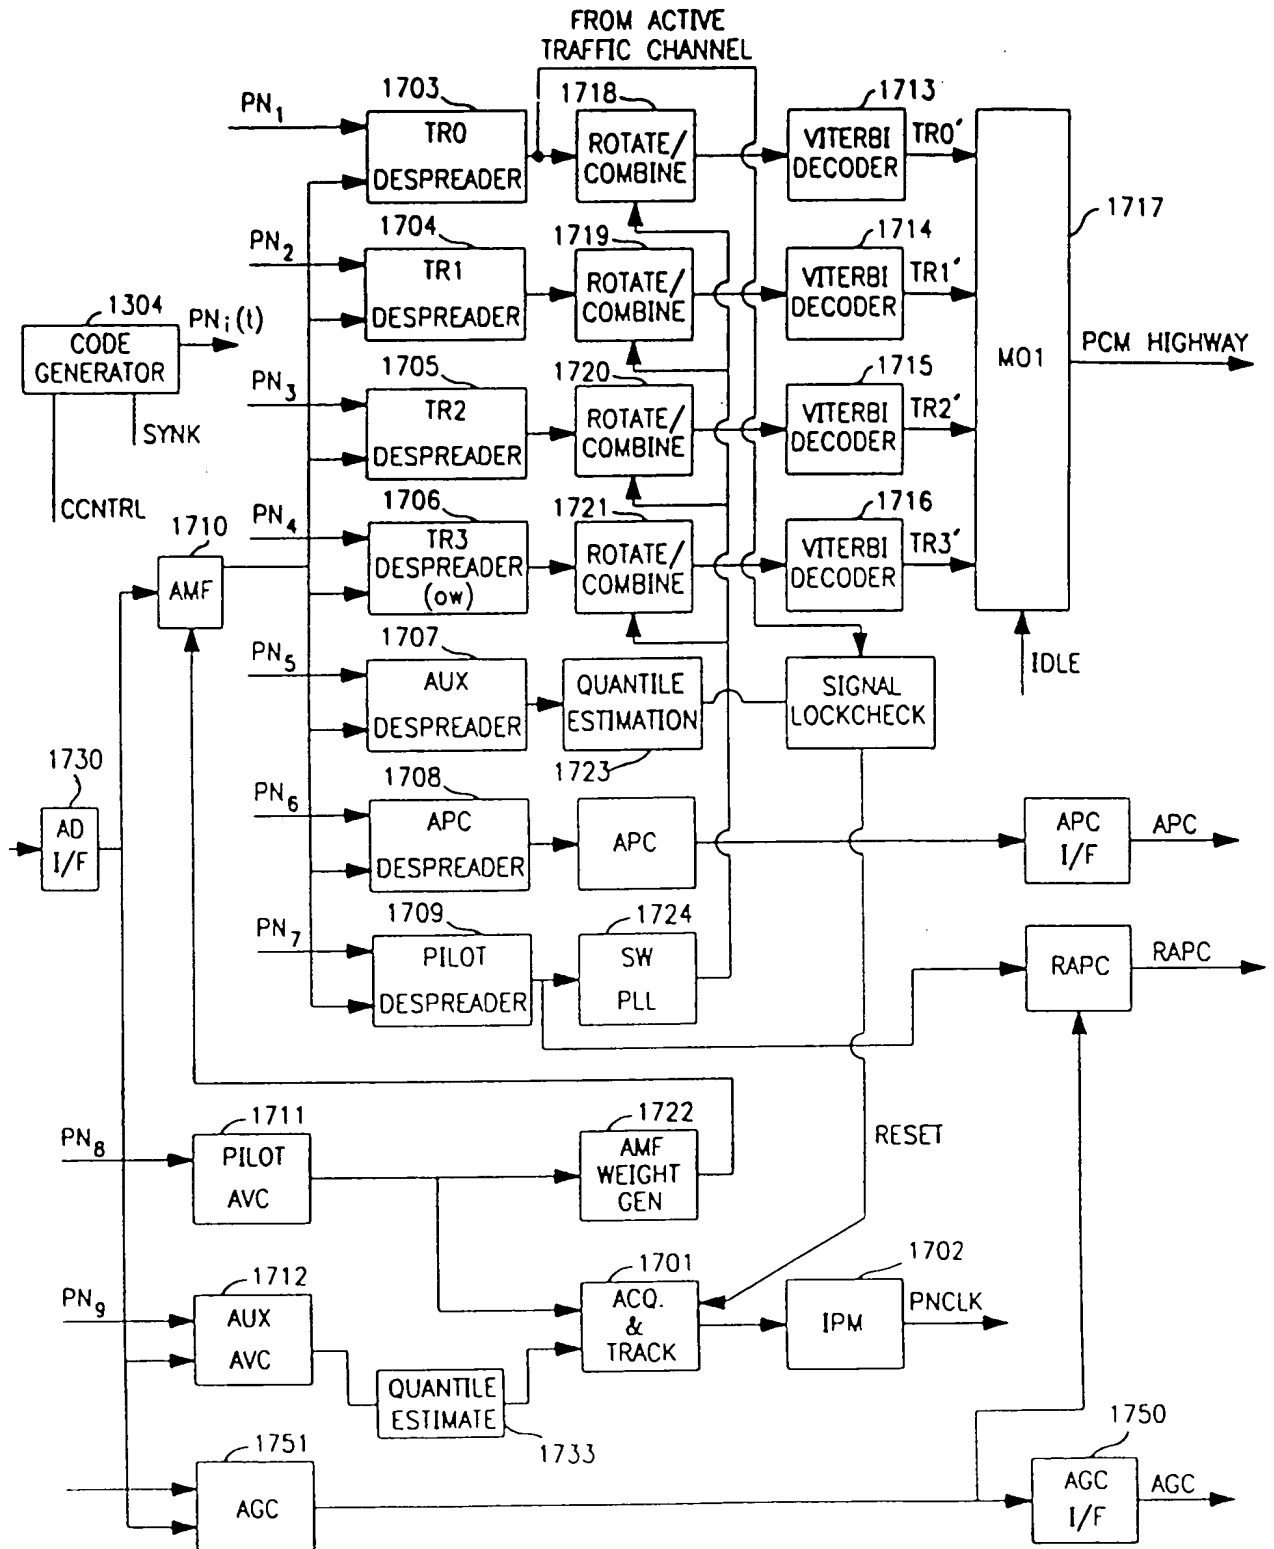 FROM ACTIVE
TRAFFIC CHANNEL
PN1
1703
TR0
DESPREADER
1718
ROTATE/
COMBINE
1713
VITERBI
DECODER
TR0′
1717
M01
PCM HIGHWAY
IDLE
PN2
1704
TR1
DESPREADER
1719
ROTATE/
COMBINE
1714
VITERBI
DECODER
TR1′
1304
CODE
GENERATOR
PNi(t)
SYNK
CCNTRL
PN3
1705
TR2
DESPREADER
1720
ROTATE/
COMBINE
1715
VITERBI
DECODER
TR2′
1710
AMF
PN4
1706
TR3
DESPREADER
(OW)
1721
ROTATE/
COMBINE
1716
VITERBI
DECODER
TR3′
PN5
1707
AUX
DESPREADER
QUANTILE
ESTIMATION
1723
SIGNAL
LOCKCHECK
1730
AD
I/F
PN6
1708
APC
DESPREADER
APC
APC
I/F
APC
PN7
1709
PILOT
DESPREADER
1724
SW
PLL
RAPC
RAPC
PN8
1711
PILOT
AVC
1722
AMF
WEIGHT
GEN
RESET
PN9
1712
AUX
AVC
QUANTILE
ESTIMATE
1733
1701
ACQ.
&
TRACK
1702
IPM
PNCLK
1751
AGC
1750
AGC
I/F
AGC